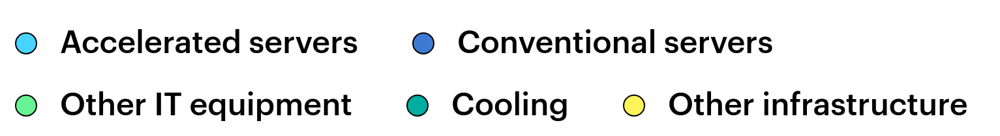 Accelerated servers Conventional servers
Other IT equipment Cooling Other infrastructure